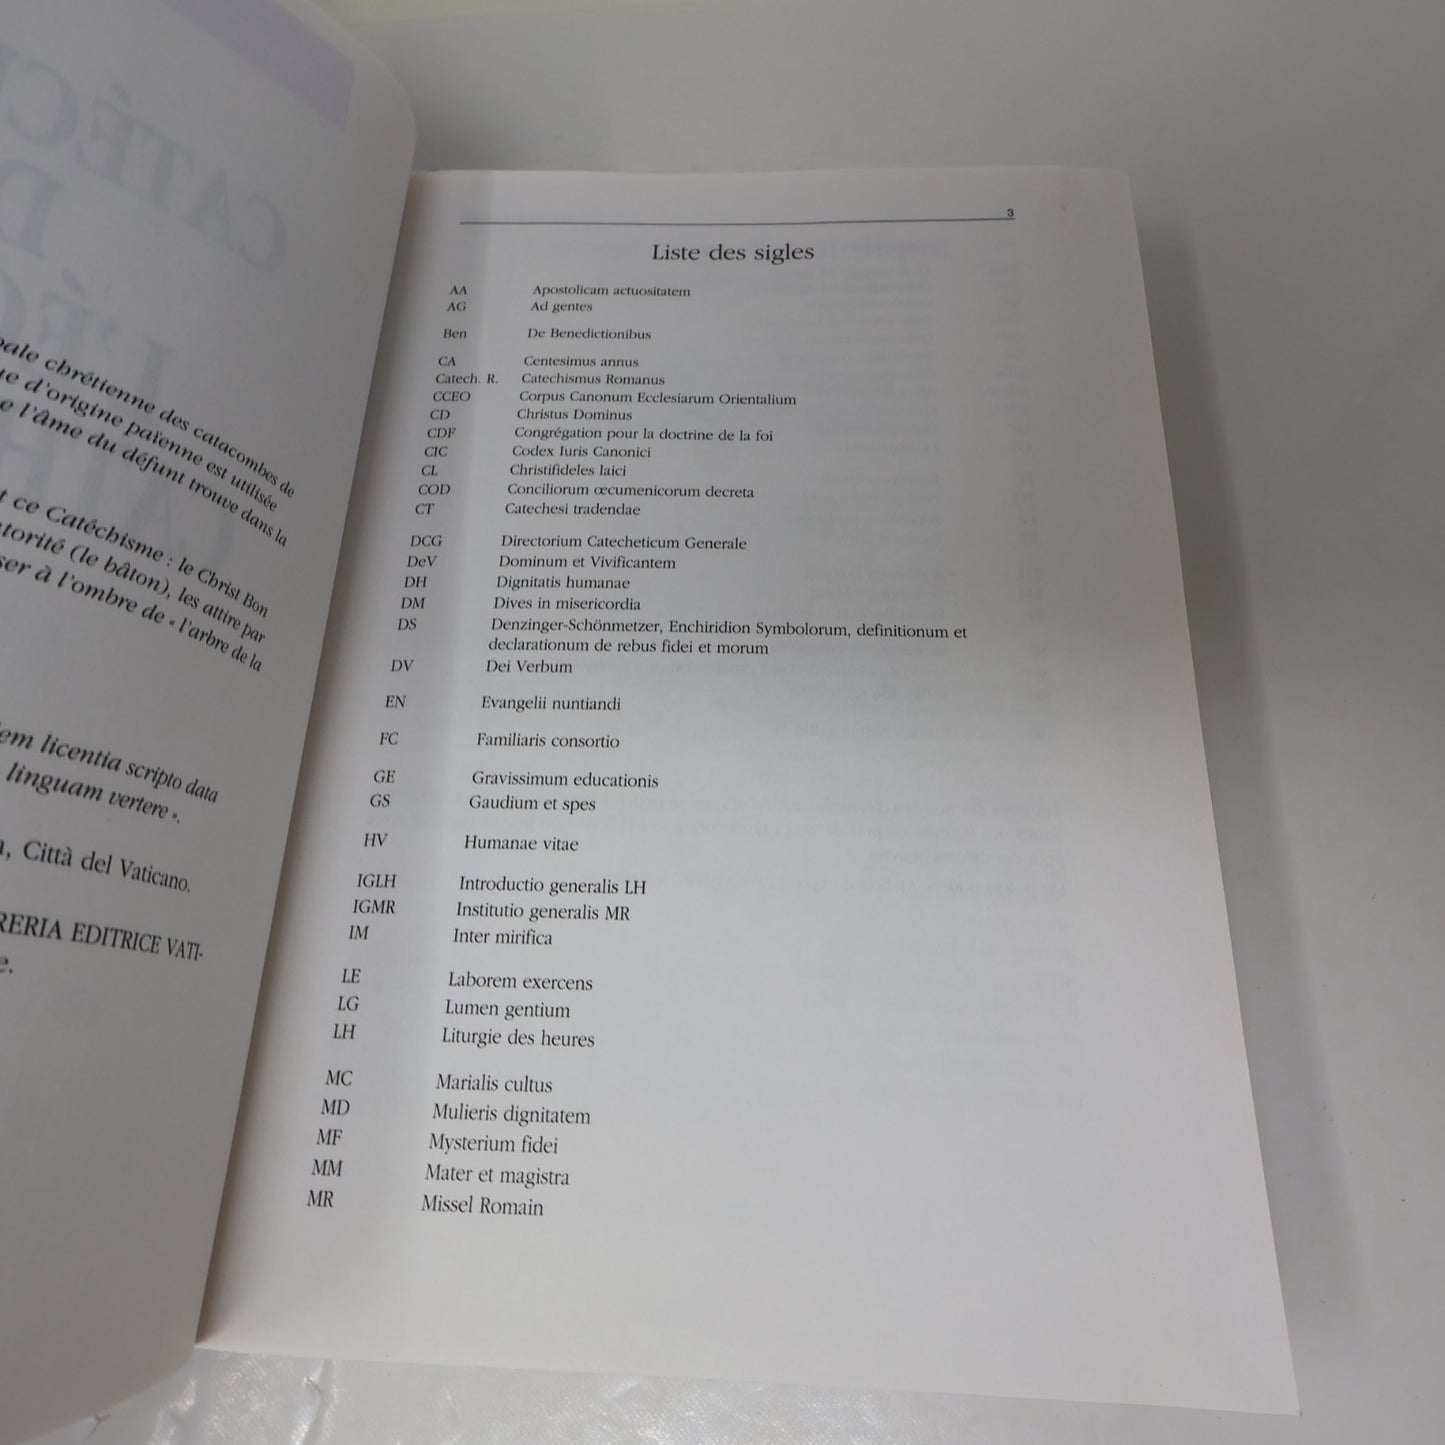 CATÉC
D
L'ÉG
chrétienne des catacombes de
d'origine païenne est utilisée
l'âme du défunt trouve dans la
ce Catéchisme : le Christ Bon
(le bâton), les attire par
à l'ombre de « l'arbre de la
licentia scripto data
linguam vertere ».
Città del Vaticano.
EDITRICE VATI-
3
Liste des sigles
AA Apostolicam actuositatem
AG Ad gentes
Ben De Benedictionibus
CA Centesimus annus
Catech. R. Catechismus Romanus
CCEO Corpus Canonum Ecclesiarum Orientalium
CD Christus Dominus
CDF Congrégation pour la doctrine de la foi
CIC Codex Iuris Canonici
CL Christifideles laici
COD Conciliorum œcumenicorum decreta
CT Catechesi tradendae
DCG Directorium Catecheticum Generale
DeV Dominum et Vivificantem
DH Dignitatis humanae
DM Dives in misericordia
DS Denzinger-Schönmetzer, Enchiridion Symbolorum, definitionum et
declarationum de rebus fidei et morum
DV Dei Verbum
EN Evangelii nuntiandi
FC Familiaris consortio
GE Gravissimum educationis
GS Gaudium et spes
HV Humanae vitae
IGLH Introductio generalis LH
IGMR Institutio generalis MR
IM Inter mirifica
LE Laborem exercens
LG Lumen gentium
LH Liturgie des heures
MC Marialis cultus
MD Mulieris dignitatem
MF Mysterium fidei
MM Mater et magistra
MR Missel Romain